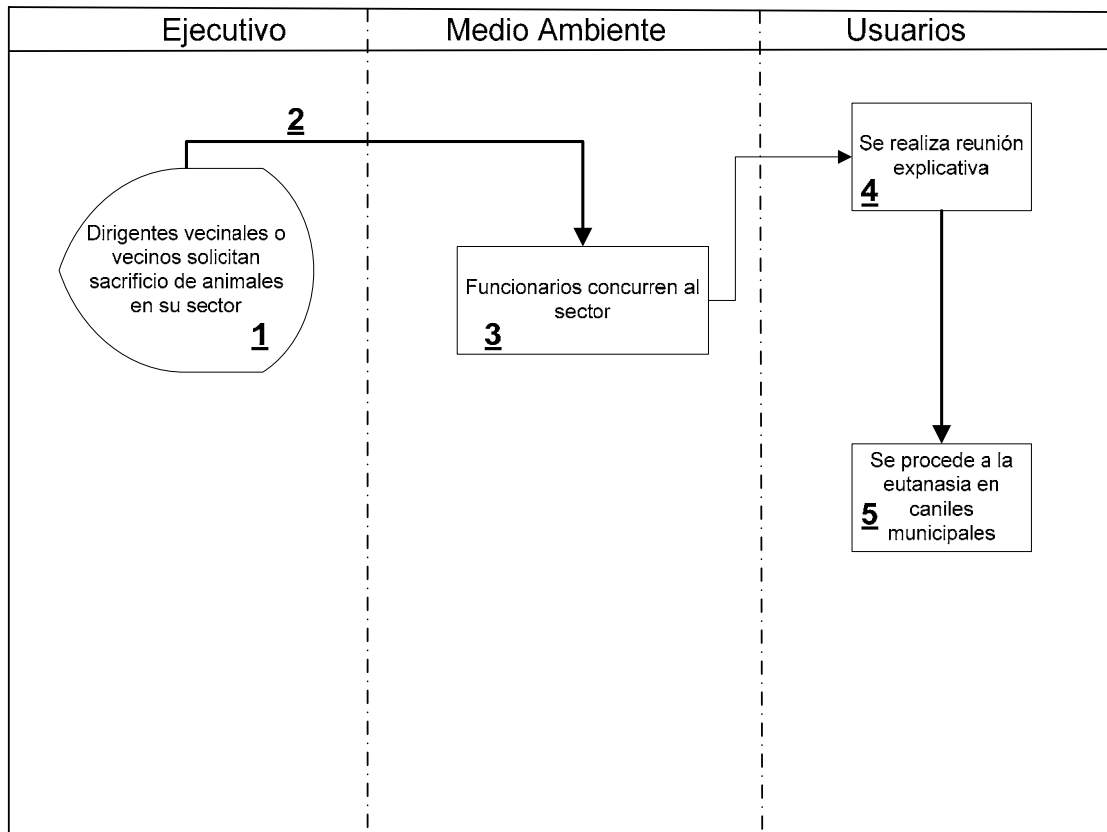 Ejecutivo
Medio Ambiente
Usuarios
2
Dirigentes vecinales o
vecinos solicitan
sacrificio de animales
en su sector
1
Funcionarios concurren al
sector
3
Se realiza reunión
explicativa
4
Se procede a la
eutanasia en
caniles
municipales
5